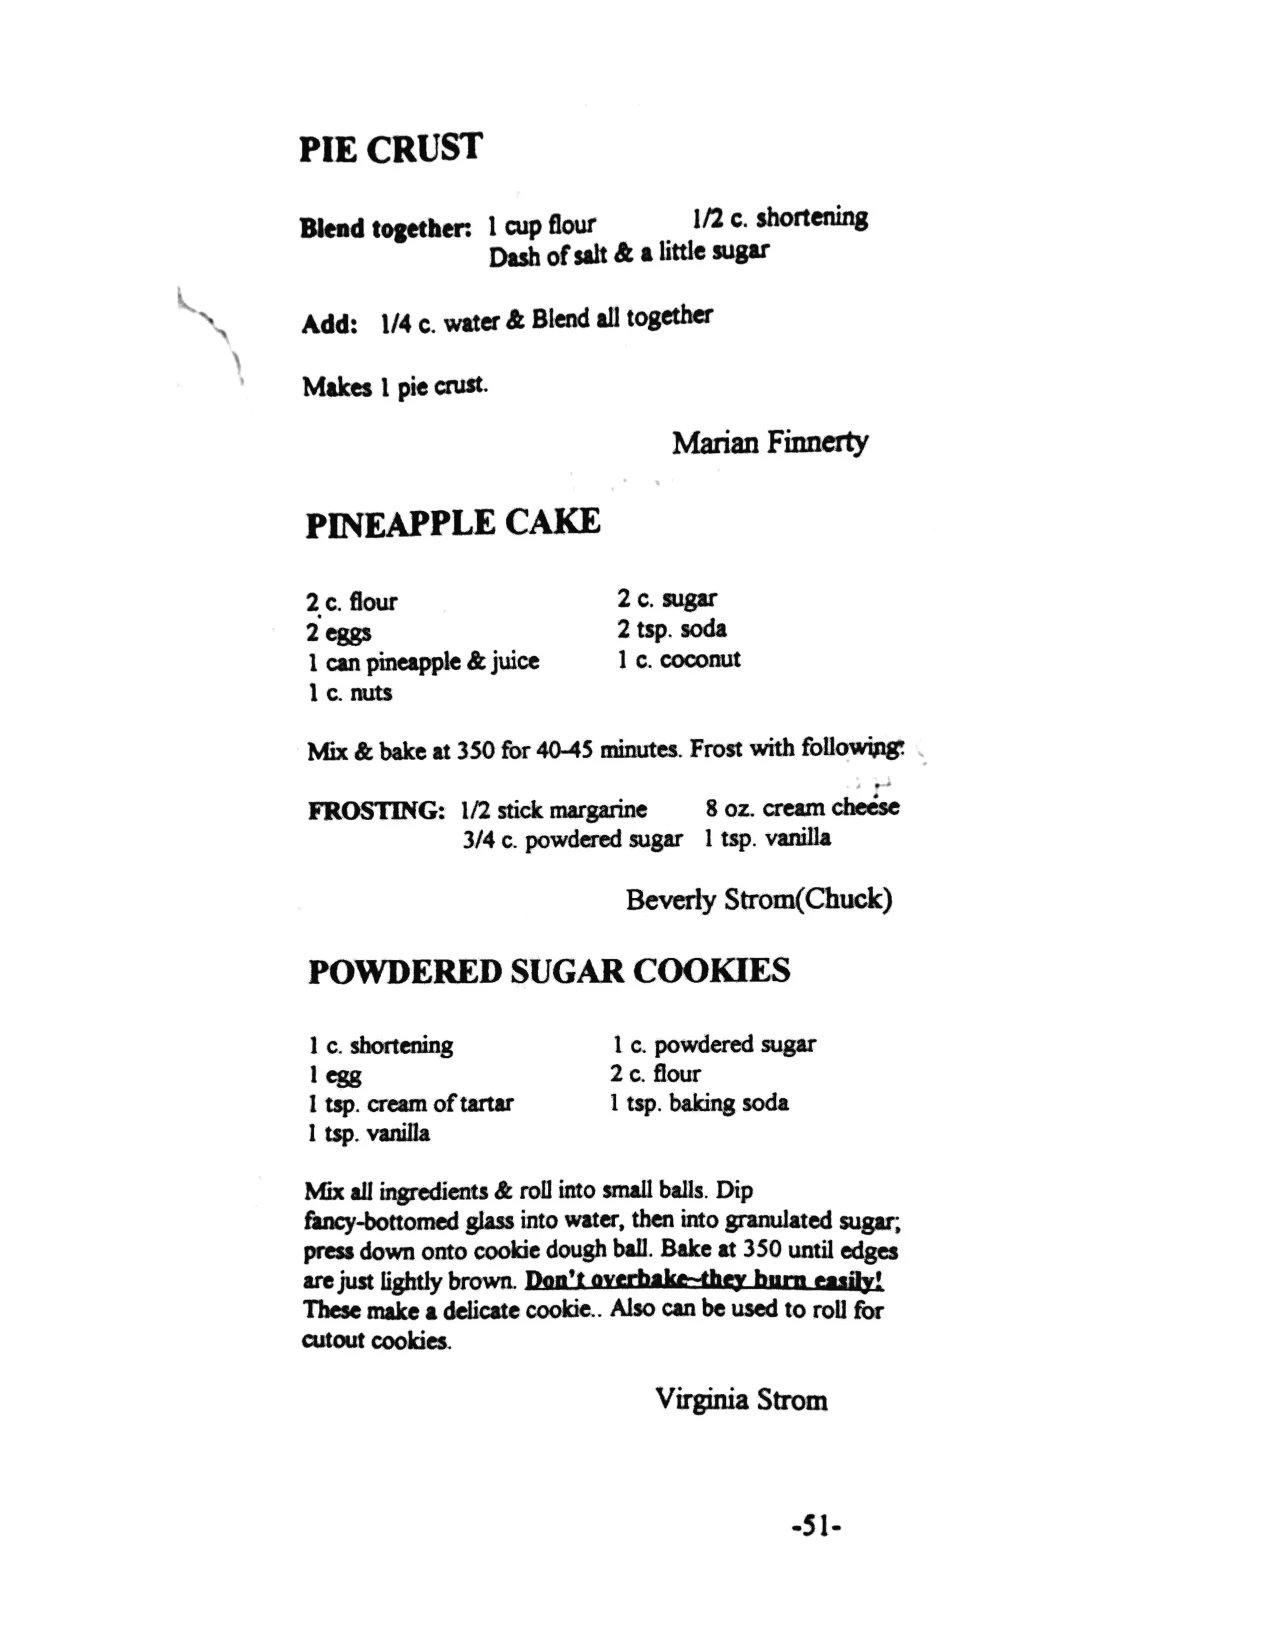 PIE CRUST
Blend together: 1 cup flour 1/2 c. shortening
Dash of salt & a little sugar
Add: 1/4 c. water & Blend all together
Makes 1 pie crust.
Marian Finnerty
PINEAPPLE CAKE
2 c. flour 2 c. sugar
2 eggs 2 tsp. soda
1 can pineapple & juice 1 c. coconut
1 c. nuts
Mix & bake at 350 for 40-45 minutes. Frost with following:
FROSTING: 1/2 stick margarine 8 oz. cream cheese
3/4 c. powdered sugar 1 tsp. vanilla
Beverly Strom(Chuck)
POWDERED SUGAR COOKIES
1 c. shortening 1 c. powdered sugar
1 egg 2 c. flour
1 tsp. cream of tartar 1 tsp. baking soda
1 tsp. vanilla
Mix all ingredients & roll into small balls. Dip
fancy-bottomed glass into water, then into granulated sugar;
press down onto cookie dough ball. Bake at 350 until edges
are just lightly brown. Don't overbake--they burn easily!
These make a delicate cookie.. Also can be used to roll for
cutout cookies.
Virginia Strom
-51-